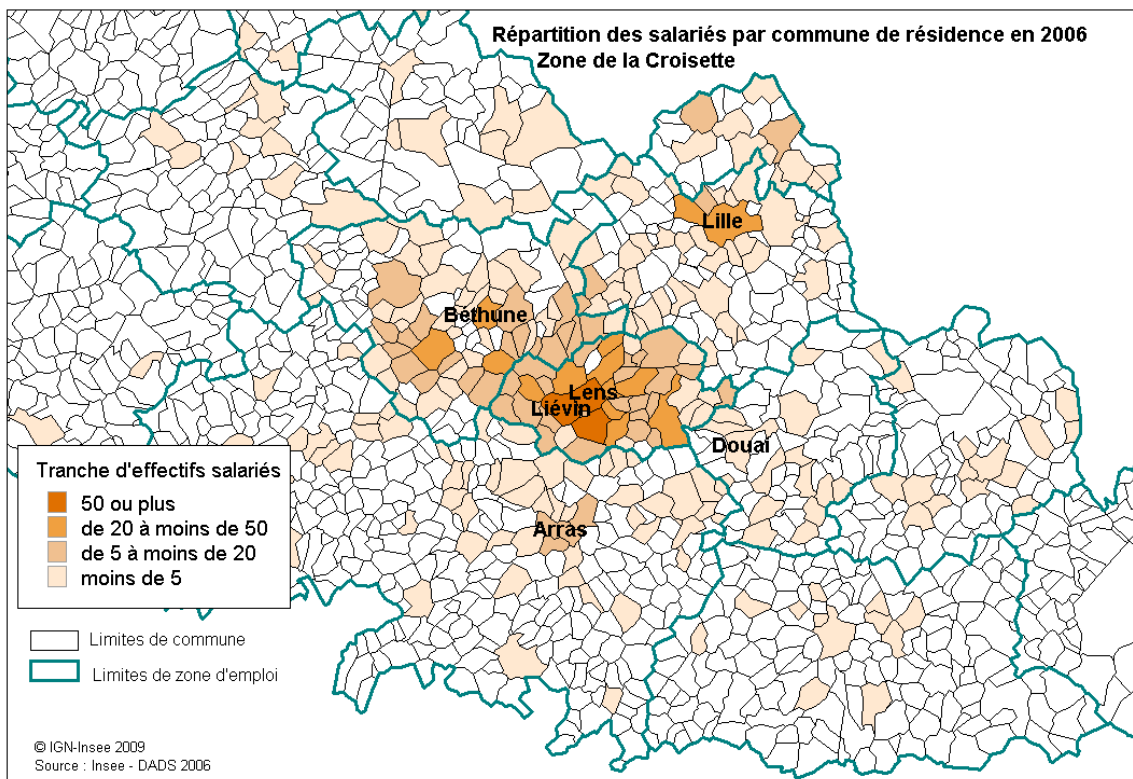 Répartition des salariés par commune de résidence en 2006
Zone de la Croisette
Lille
Béthune
Lens
Liévin
Douai
Arras
Tranche d'effectifs salariés
50 ou plus
de 20 à moins de 50
de 5 à moins de 20
moins de 5
Limites de commune
Limites de zone d'emploi
© IGN-Insee 2009
Source : Insee - DADS 2006